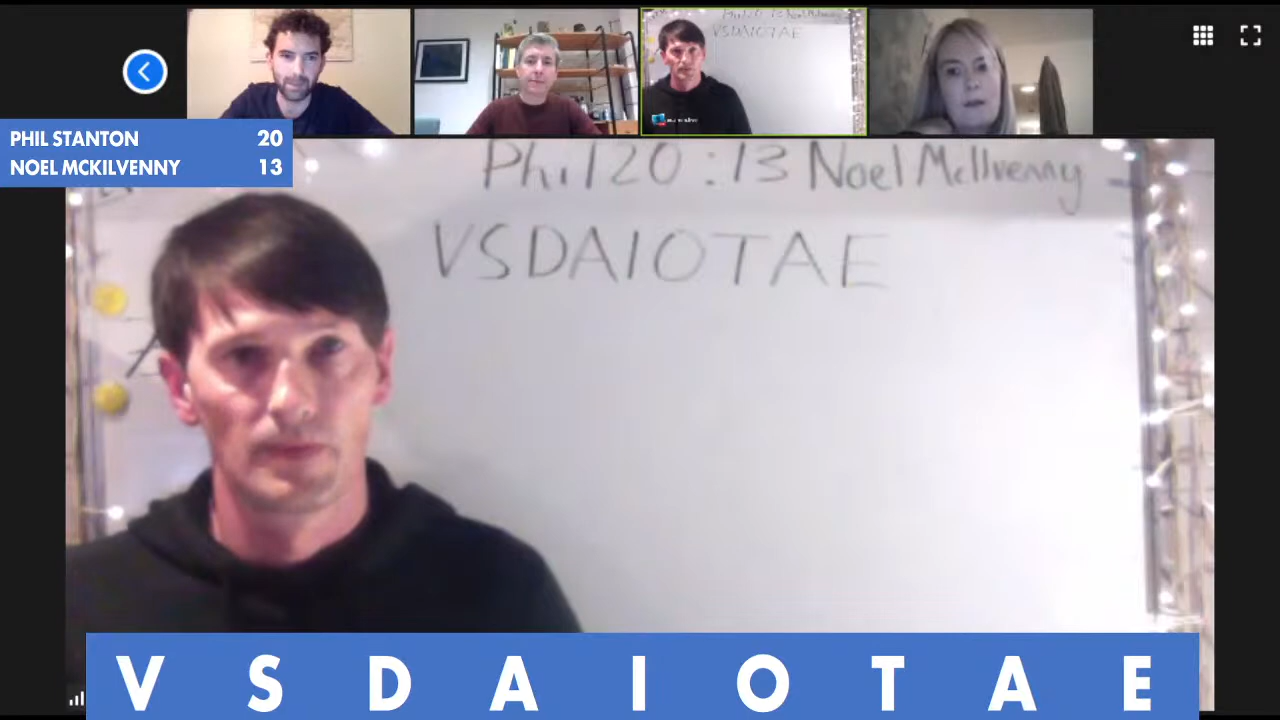 PHIL STANTON 20
NOEL MCKILVENNY 13
Phil 20 : 13 Noel McIlvenny
VSDAIOTAE
V S D A I O T A E